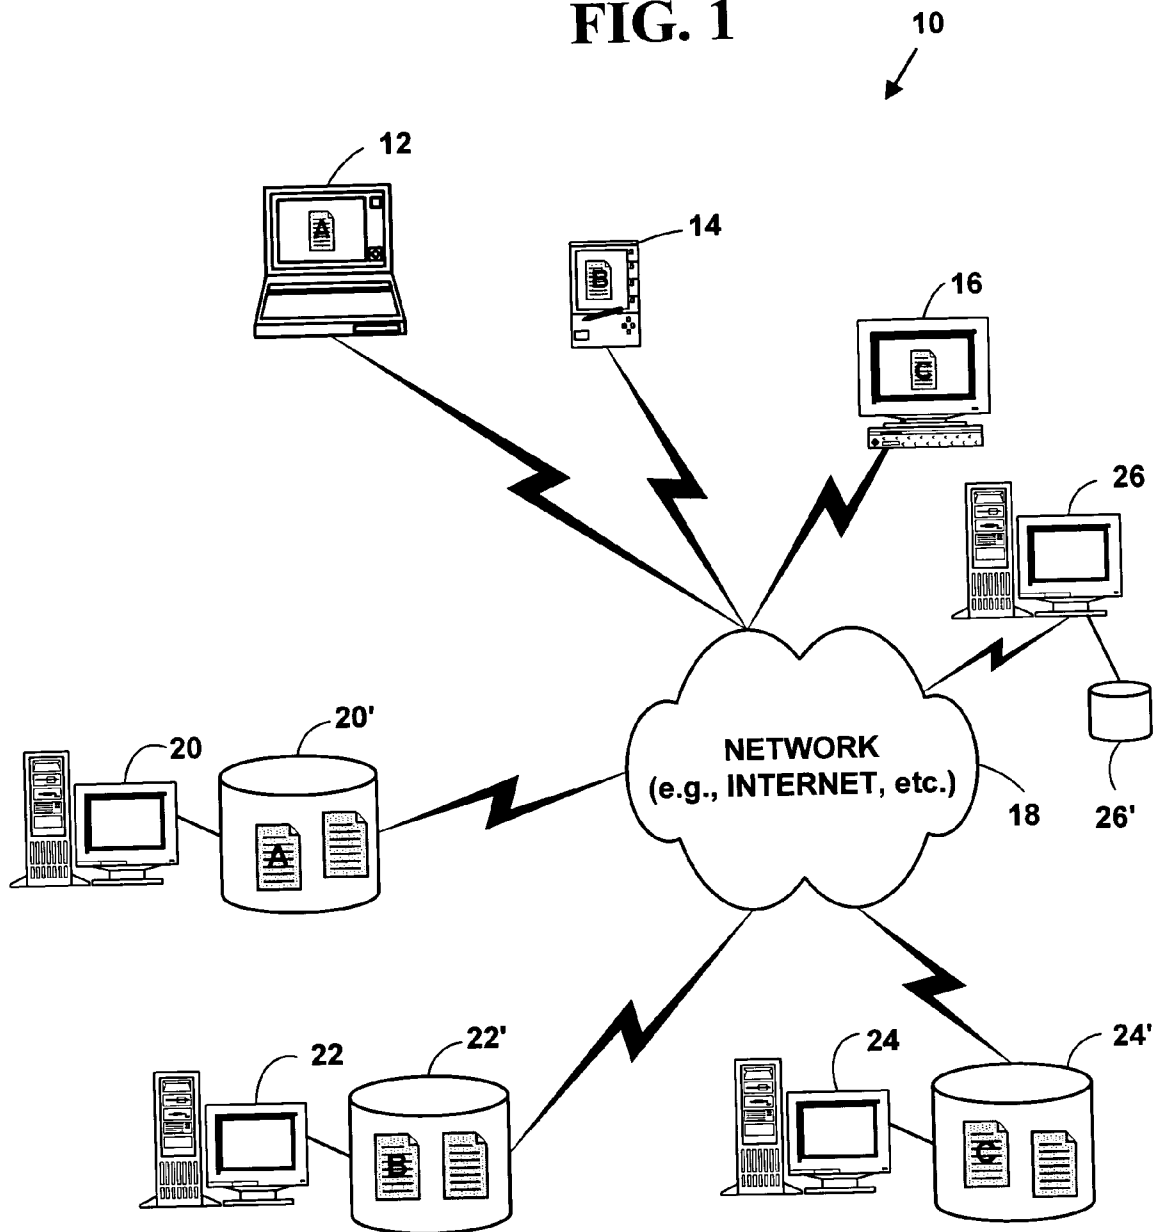 FIG. 1
10
12
14
A
B
16
C
26
20'
20
NETWORK
(e.g., INTERNET, etc.)
18
26'
A
22'
24'
22
24
B
C